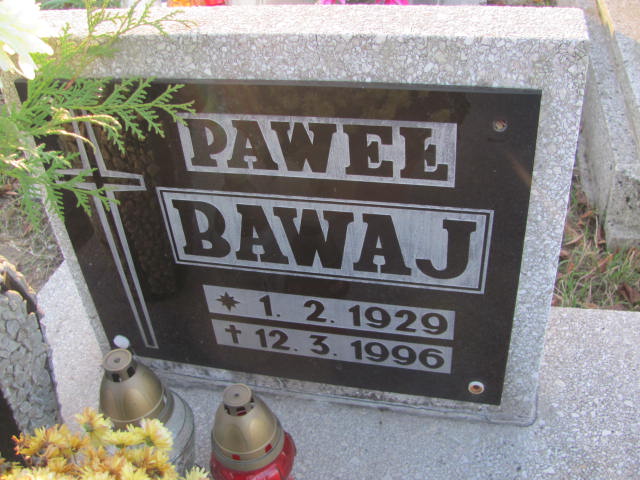 PAWEŁ
BAWAJ
* 1. 2. 1929
✝ 12. 3. 1996